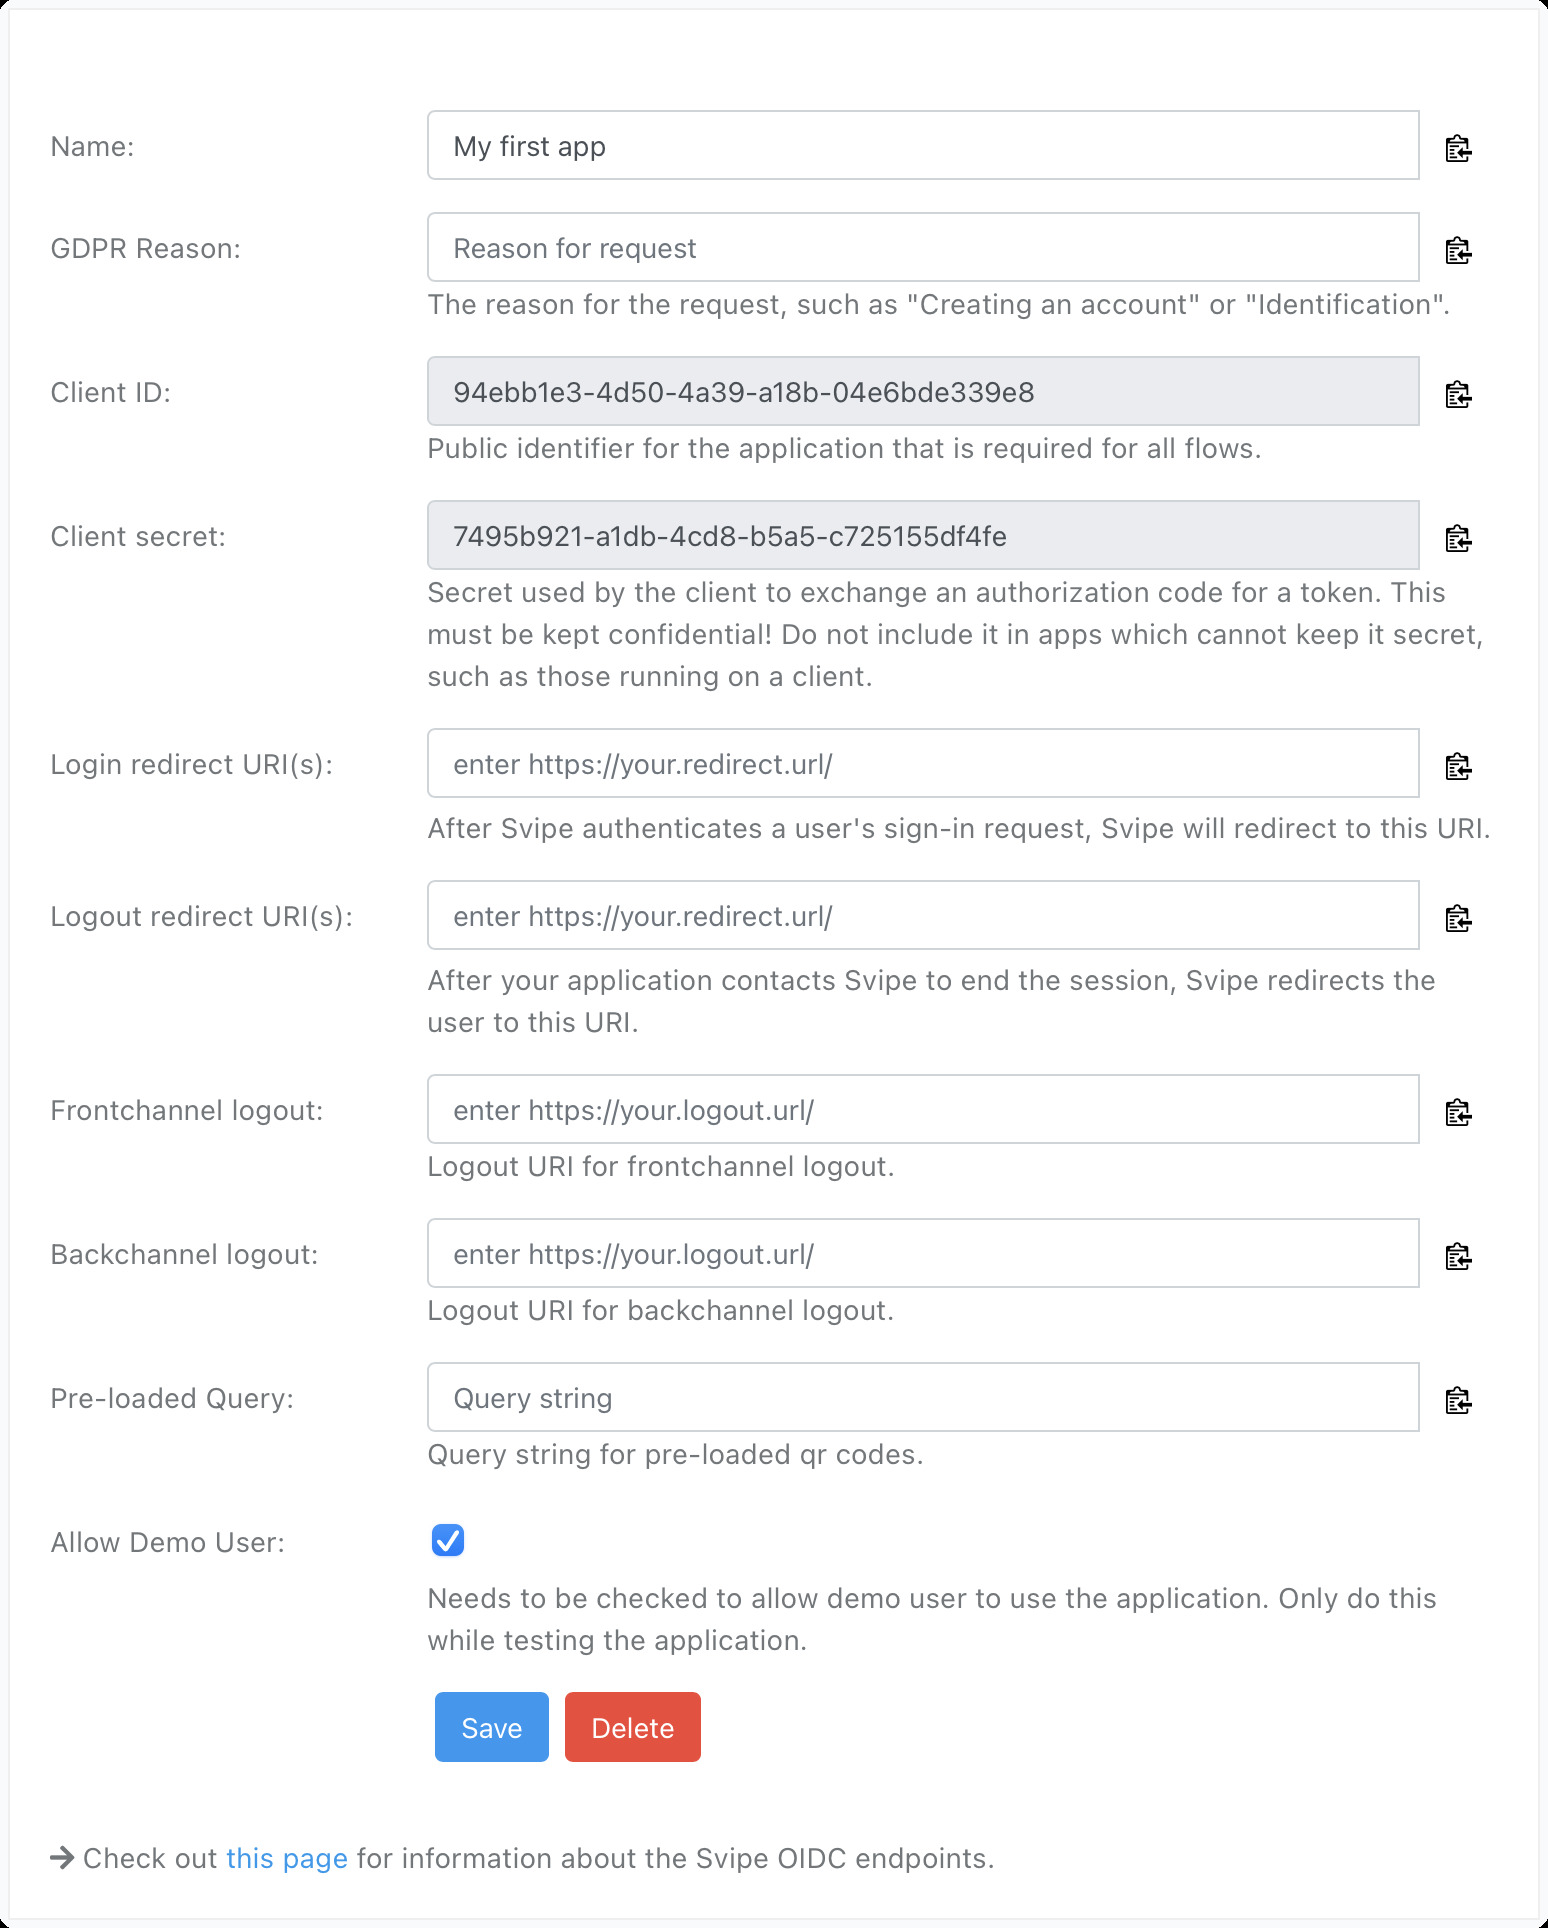 Name:
My first app
GDPR Reason:
Reason for request
The reason for the request, such as "Creating an account" or "Identification".
Client ID:
94ebb1e3-4d50-4a39-a18b-04e6bde339e8
Public identifier for the application that is required for all flows.
Client secret:
7495b921-a1db-4cd8-b5a5-c725155df4fe
Secret used by the client to exchange an authorization code for a token. This
must be kept confidential! Do not include it in apps which cannot keep it secret,
such as those running on a client.
Login redirect URI(s):
enter https://your.redirect.url/
After Svipe authenticates a user's sign-in request, Svipe will redirect to this URI.
Logout redirect URI(s):
enter https://your.redirect.url/
After your application contacts Svipe to end the session, Svipe redirects the
user to this URI.
Frontchannel logout:
enter https://your.logout.url/
Logout URI for frontchannel logout.
Backchannel logout:
enter https://your.logout.url/
Logout URI for backchannel logout.
Pre-loaded Query:
Query string
Query string for pre-loaded qr codes.
Allow Demo User:
Needs to be checked to allow demo user to use the application. Only do this
while testing the application.
Save
Delete
→ Check out this page for information about the Svipe OIDC endpoints.